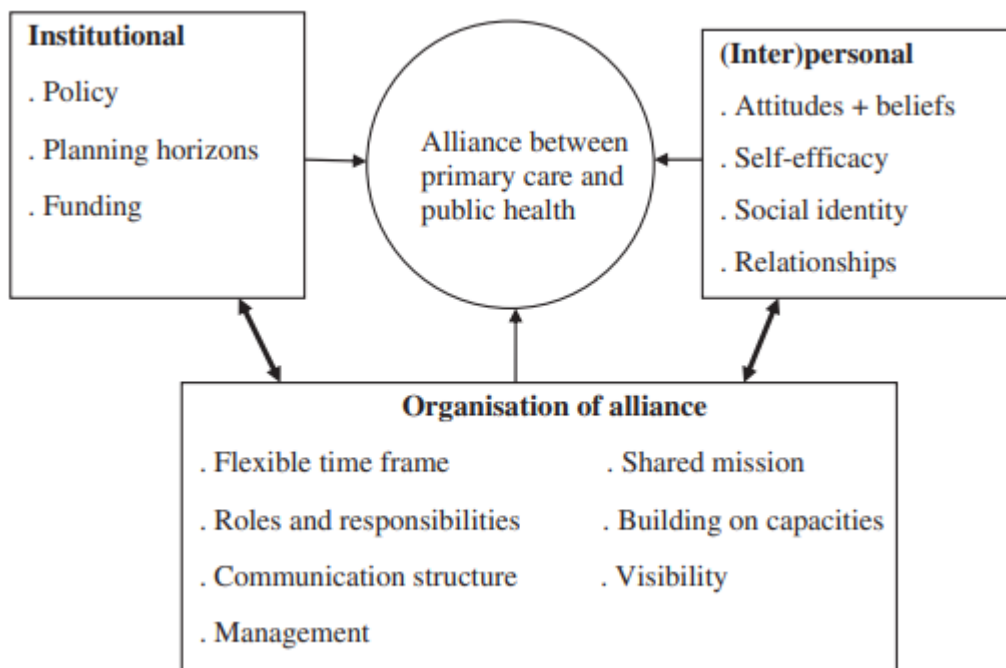 Institutional
. Policy
. Planning horizons
. Funding
Alliance between
primary care and
public health
(Inter)personal
. Attitudes + beliefs
. Self-efficacy
. Social identity
. Relationships
Organisation of alliance
. Flexible time frame
. Roles and responsibilities
. Communication structure
. Management
. Shared mission
. Building on capacities
. Visibility